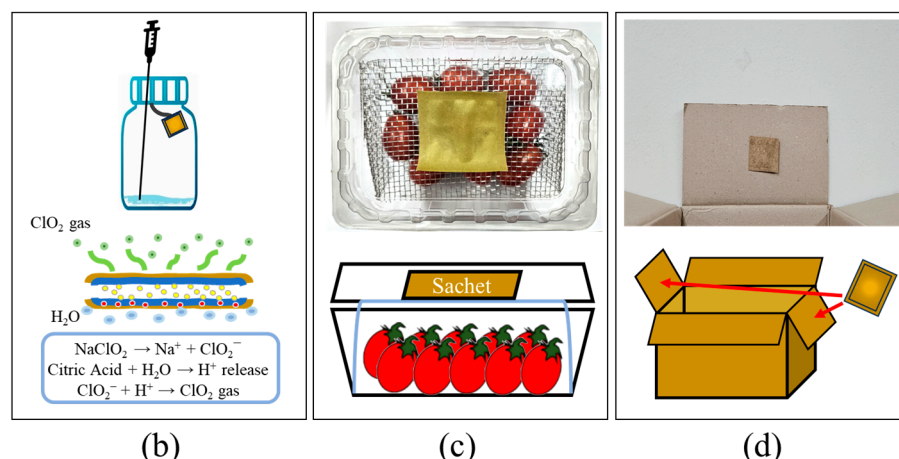 ClO₂ gas
H₂O
NaClO₂ → Na⁺ + ClO₂⁻
Citric Acid + H₂O → H⁺ release
ClO₂⁻ + H⁺ → ClO₂ gas
(b)
Sachet
(c)
(d)